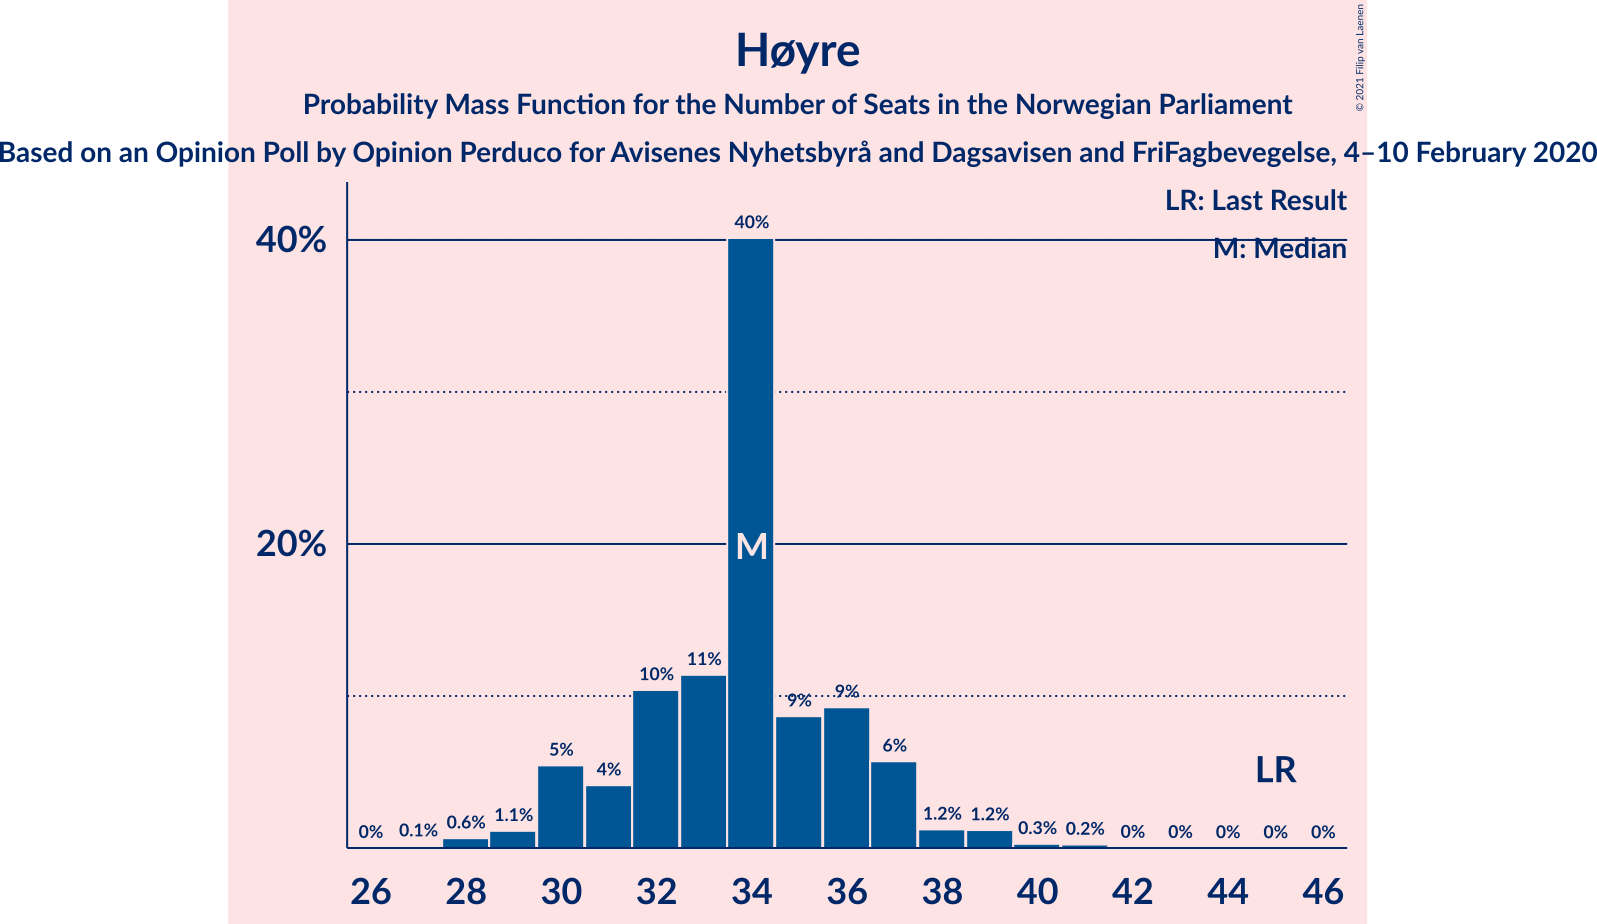 Høyre
Probability Mass Function for the Number of Seats in the Norwegian Parliament
Based on an Opinion Poll by Opinion Perduco for Avisenes Nyhetsbyrå and Dagsavisen and FriFagbevegelse, 4–10 February 2020
© 2021 Filip van Laenen
LR: Last Result
M: Median
40%
20%
0% 0.1% 0.6% 1.1% 5% 4% 10% 11% 40% 9% 9% 6% 1.2% 1.2% 0.3% 0.2% 0% 0% 0% 0% 0%
M
LR
26 28 30 32 34 36 38 40 42 44 46